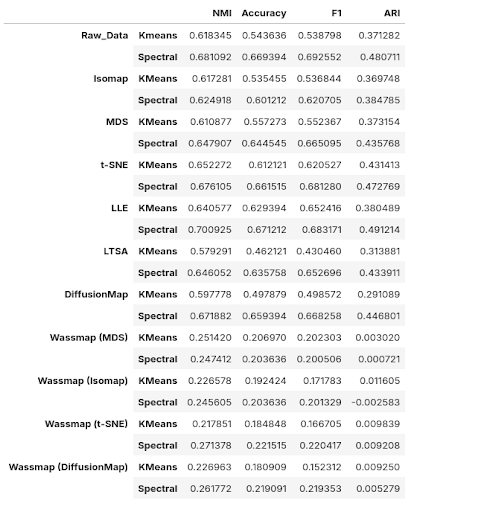 NMI Accuracy F1 ARI
Raw_Data Kmeans 0.618345 0.543636 0.538798 0.371282
Spectral 0.681092 0.669394 0.692552 0.480711
Isomap KMeans 0.617281 0.535455 0.536844 0.369748
Spectral 0.624918 0.601212 0.620705 0.384785
MDS KMeans 0.610877 0.557273 0.552367 0.373154
Spectral 0.647907 0.644545 0.665095 0.435768
t-SNE KMeans 0.652272 0.612121 0.620527 0.431413
Spectral 0.676105 0.661515 0.681280 0.472769
LLE KMeans 0.640577 0.629394 0.652416 0.380489
Spectral 0.700925 0.671212 0.683171 0.491214
LTSA KMeans 0.579291 0.462121 0.430460 0.313881
Spectral 0.646052 0.635758 0.652696 0.433911
DiffusionMap KMeans 0.597778 0.497879 0.498572 0.291089
Spectral 0.671882 0.659394 0.668258 0.446801
Wassmap (MDS) KMeans 0.251420 0.206970 0.202303 0.003020
Spectral 0.247412 0.203636 0.200506 0.000721
Wassmap (Isomap) KMeans 0.226578 0.192424 0.171783 0.011605
Spectral 0.245605 0.203636 0.201329 -0.002583
Wassmap (t-SNE) KMeans 0.217851 0.184848 0.166705 0.009839
Spectral 0.271378 0.221515 0.220417 0.009208
Wassmap (DiffusionMap) KMeans 0.226963 0.180909 0.152312 0.009250
Spectral 0.261772 0.219091 0.219353 0.005279